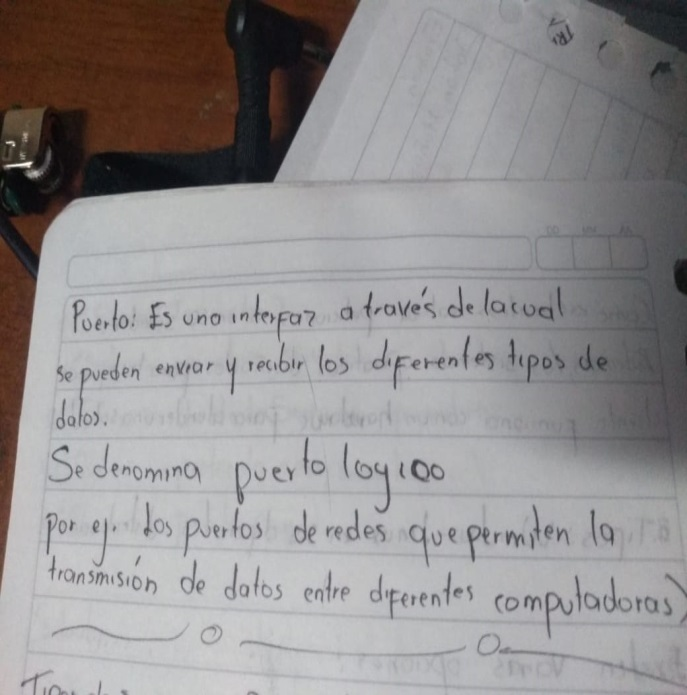 Puerto: Es una interfaz a través de la cual
se pueden enviar y recibir los diferentes tipos de
datos.
Se denomina puerto logico
por ej. los puertos de redes que permiten la
transmisión de datos entre diferentes computadoras)